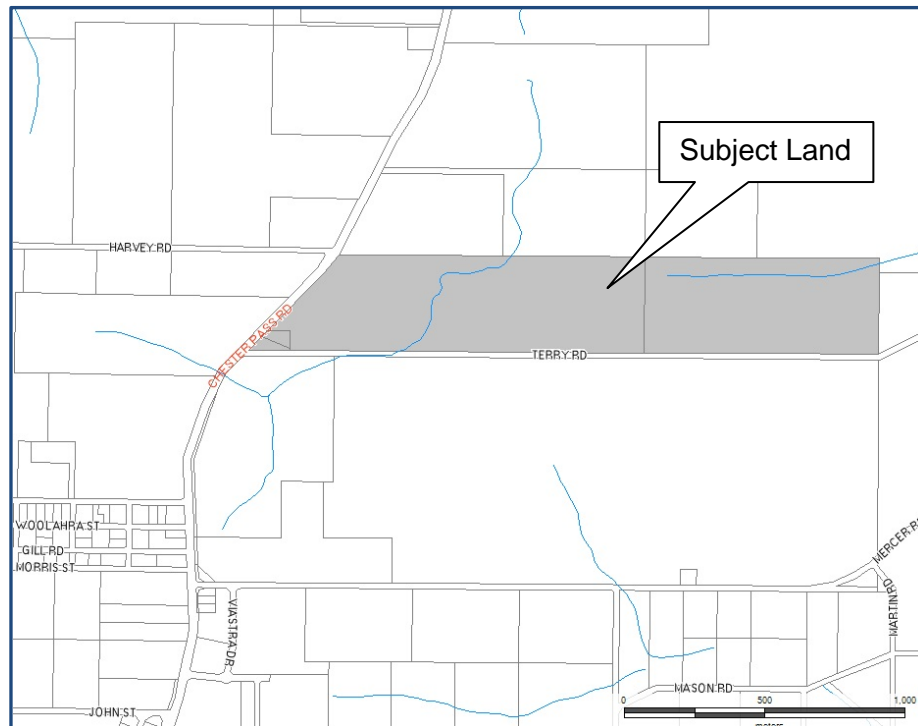 Subject Land
HARVEY RD
CHESTER PASS RD
TERRY RD
WOOLAHRA ST
GILL RD
MORRIS ST
MERCER RD
MARTIN RD
VIASTRA DR
MASON RD
JOHN ST
0 500 1,000
meters